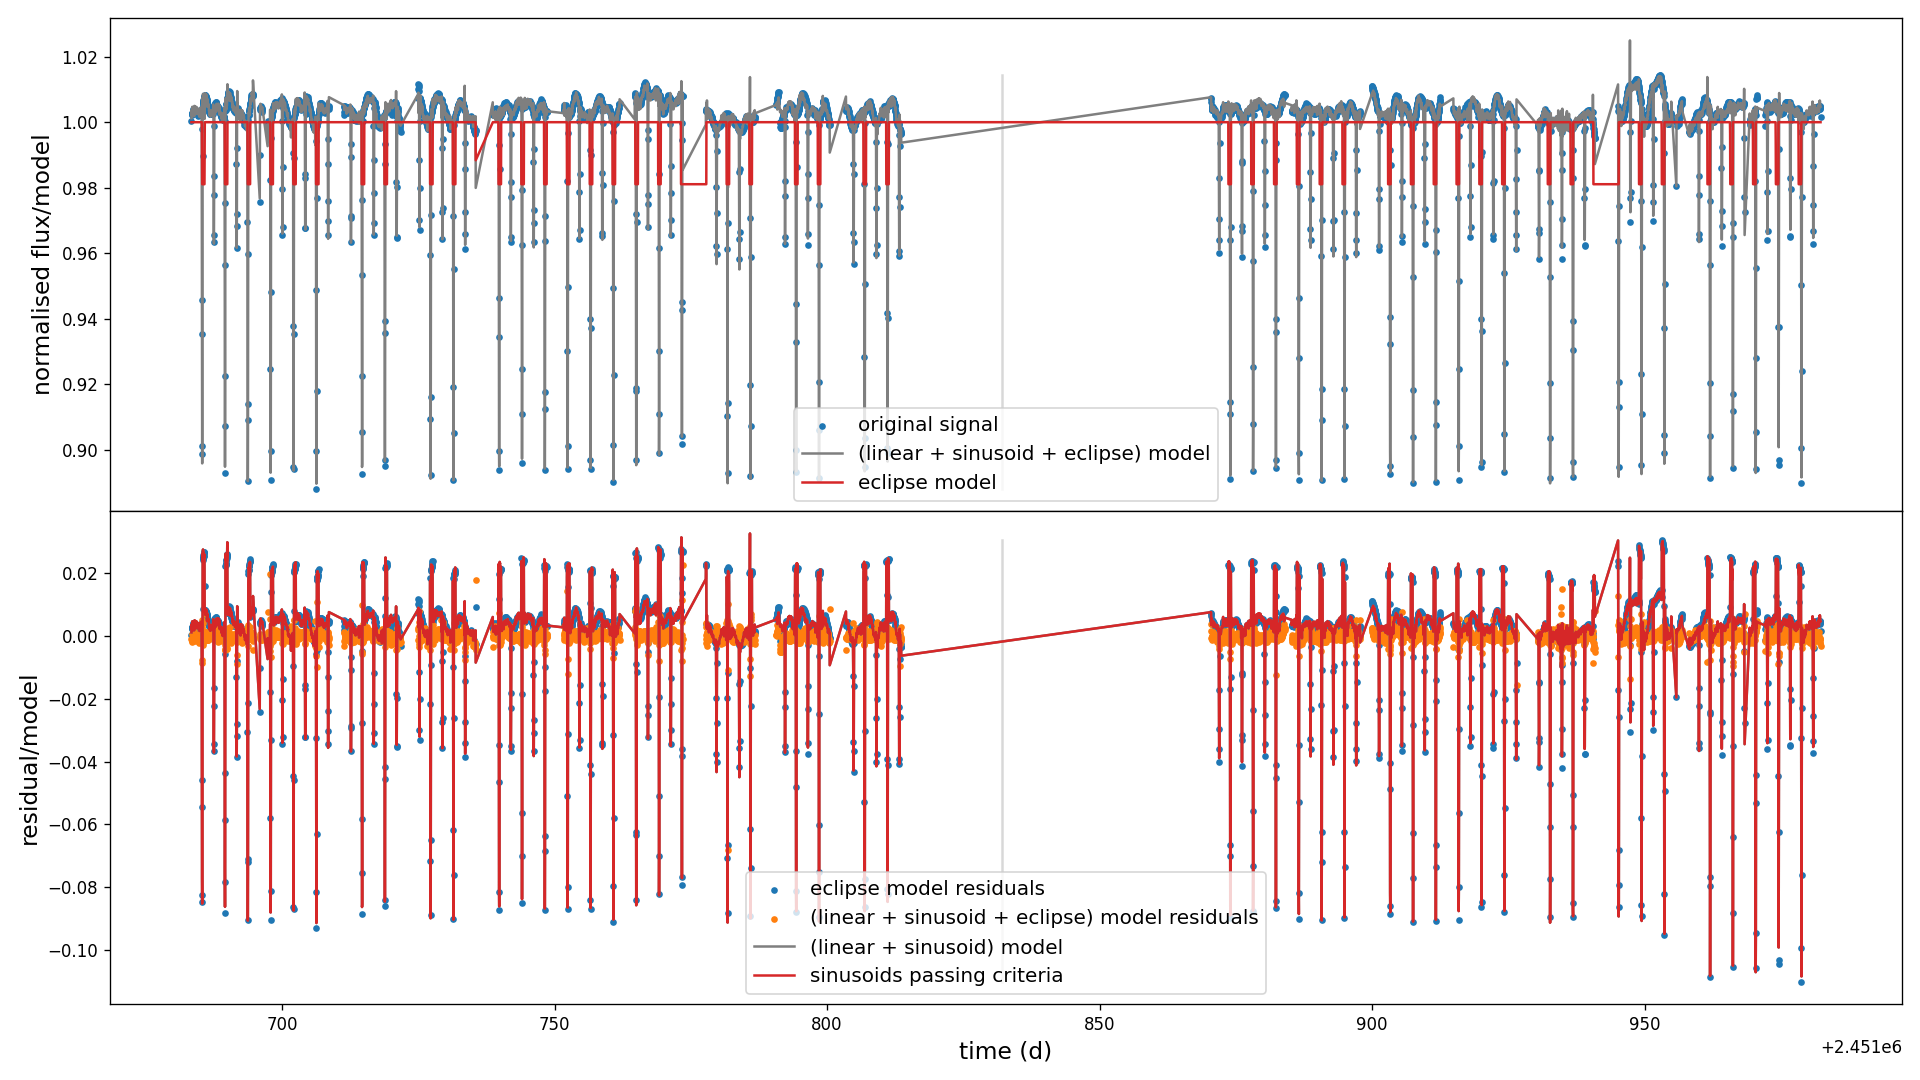 normalised flux/model
1.02
1.00
0.98
0.96
0.94
0.92
0.90
original signal
(linear + sinusoid + eclipse) model
eclipse model
residual/model
0.02
0.00
−0.02
−0.04
−0.06
−0.08
−0.10
eclipse model residuals
(linear + sinusoid + eclipse) model residuals
(linear + sinusoid) model
sinusoids passing criteria
700 750 800 850 900 950
time (d)
+2.451e6